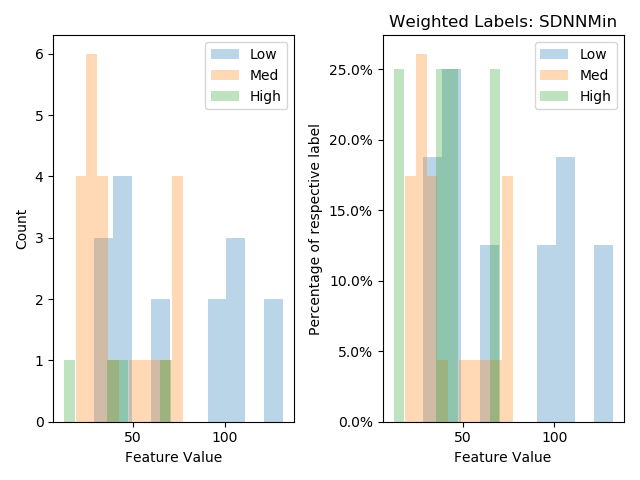 Weighted Labels: SDNNMin
Low
Med
High
6
5
4
3
2
1
0
Count
50
100
Feature Value
Low
Med
High
25.0%
20.0%
15.0%
10.0%
5.0%
0.0%
Percentage of respective label
50
100
Feature Value